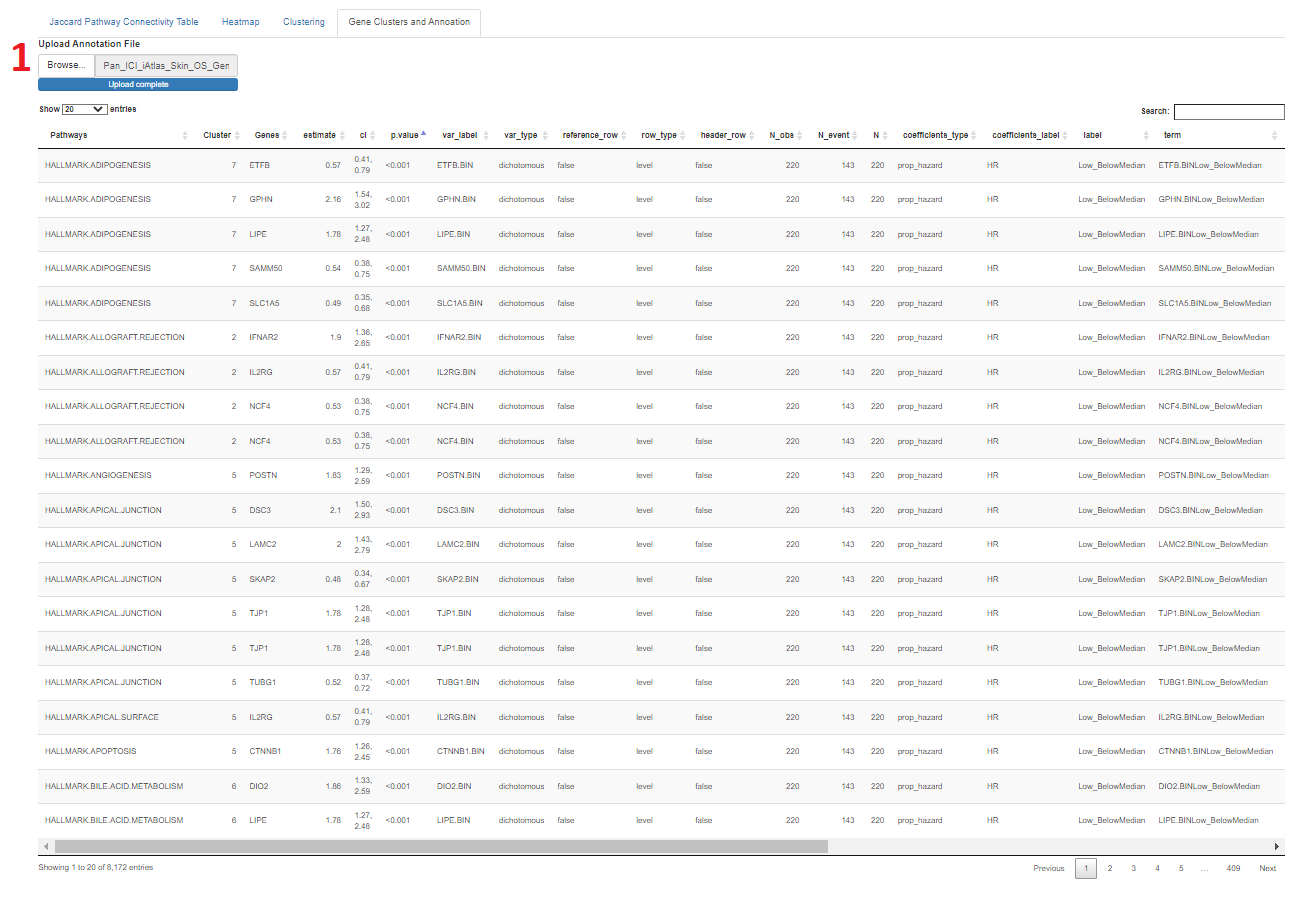 Jaccard Pathway Connectivity Table Heatmap Clustering Gene Clusters and Annoation
Upload Annotation File
1
Browse... Pan_ICI_iAtlas_Skin_OS_Gen
Upload complete
Show 20 entries
Search:
Pathways Cluster Genes estimate ci p.value var_label var_type reference_row row_type header_row N_obs N_event N coefficients_type coefficients_label label term
HALLMARK.ADIPOGENESIS 7 ETFB 0.57 0.41, 0.79 <0.001 ETFB.BIN dichotomous false level false 220 143 220 prop_hazard HR Low_BelowMedian ETFB.BINLow_BelowMedian
HALLMARK.ADIPOGENESIS 7 GPHN 2.16 1.54, 3.02 <0.001 GPHN.BIN dichotomous false level false 220 143 220 prop_hazard HR Low_BelowMedian GPHN.BINLow_BelowMedian
HALLMARK.ADIPOGENESIS 7 LIPE 1.78 1.27, 2.48 <0.001 LIPE.BIN dichotomous false level false 220 143 220 prop_hazard HR Low_BelowMedian LIPE.BINLow_BelowMedian
HALLMARK.ADIPOGENESIS 7 SAMM50 0.54 0.38, 0.75 <0.001 SAMM50.BIN dichotomous false level false 220 143 220 prop_hazard HR Low_BelowMedian SAMM50.BINLow_BelowMedian
HALLMARK.ADIPOGENESIS 7 SLC1A5 0.49 0.35, 0.68 <0.001 SLC1A5.BIN dichotomous false level false 220 143 220 prop_hazard HR Low_BelowMedian SLC1A5.BINLow_BelowMedian
HALLMARK.ALLOGRAFT.REJECTION 2 IFNAR2 1.9 1.36, 2.65 <0.001 IFNAR2.BIN dichotomous false level false 220 143 220 prop_hazard HR Low_BelowMedian IFNAR2.BINLow_BelowMedian
HALLMARK.ALLOGRAFT.REJECTION 2 IL2RG 0.57 0.41, 0.79 <0.001 IL2RG.BIN dichotomous false level false 220 143 220 prop_hazard HR Low_BelowMedian IL2RG.BINLow_BelowMedian
HALLMARK.ALLOGRAFT.REJECTION 2 NCF4 0.53 0.38, 0.75 <0.001 NCF4.BIN dichotomous false level false 220 143 220 prop_hazard HR Low_BelowMedian NCF4.BINLow_BelowMedian
HALLMARK.ALLOGRAFT.REJECTION 2 NCF4 0.53 0.38, 0.75 <0.001 NCF4.BIN dichotomous false level false 220 143 220 prop_hazard HR Low_BelowMedian NCF4.BINLow_BelowMedian
HALLMARK.ANGIOGENESIS 5 POSTN 1.83 1.29, 2.59 <0.001 POSTN.BIN dichotomous false level false 220 143 220 prop_hazard HR Low_BelowMedian POSTN.BINLow_BelowMedian
HALLMARK.APICAL.JUNCTION 5 DSC3 2.1 1.50, 2.93 <0.001 DSC3.BIN dichotomous false level false 220 143 220 prop_hazard HR Low_BelowMedian DSC3.BINLow_BelowMedian
HALLMARK.APICAL.JUNCTION 5 LAMC2 2 1.43, 2.79 <0.001 LAMC2.BIN dichotomous false level false 220 143 220 prop_hazard HR Low_BelowMedian LAMC2.BINLow_BelowMedian
HALLMARK.APICAL.JUNCTION 5 SKAP2 0.48 0.34, 0.67 <0.001 SKAP2.BIN dichotomous false level false 220 143 220 prop_hazard HR Low_BelowMedian SKAP2.BINLow_BelowMedian
HALLMARK.APICAL.JUNCTION 5 TJP1 1.78 1.28, 2.48 <0.001 TJP1.BIN dichotomous false level false 220 143 220 prop_hazard HR Low_BelowMedian TJP1.BINLow_BelowMedian
HALLMARK.APICAL.JUNCTION 5 TJP1 1.78 1.28, 2.48 <0.001 TJP1.BIN dichotomous false level false 220 143 220 prop_hazard HR Low_BelowMedian TJP1.BINLow_BelowMedian
HALLMARK.APICAL.JUNCTION 5 TUBG1 0.52 0.37, 0.72 <0.001 TUBG1.BIN dichotomous false level false 220 143 220 prop_hazard HR Low_BelowMedian TUBG1.BINLow_BelowMedian
HALLMARK.APICAL.SURFACE 5 IL2RG 0.57 0.41, 0.79 <0.001 IL2RG.BIN dichotomous false level false 220 143 220 prop_hazard HR Low_BelowMedian IL2RG.BINLow_BelowMedian
HALLMARK.APOPTOSIS 5 CTNNB1 1.76 1.26, 2.45 <0.001 CTNNB1.BIN dichotomous false level false 220 143 220 prop_hazard HR Low_BelowMedian CTNNB1.BINLow_BelowMedian
HALLMARK.BILE.ACID.METABOLISM 6 DIO2 1.86 1.33, 2.59 <0.001 DIO2.BIN dichotomous false level false 220 143 220 prop_hazard HR Low_BelowMedian DIO2.BINLow_BelowMedian
HALLMARK.BILE.ACID.METABOLISM 6 LIPE 1.78 1.27, 2.48 <0.001 LIPE.BIN dichotomous false level false 220 143 220 prop_hazard HR Low_BelowMedian LIPE.BINLow_BelowMedian
Showing 1 to 20 of 8,172 entries
Previous 1 2 3 4 5 … 409 Next